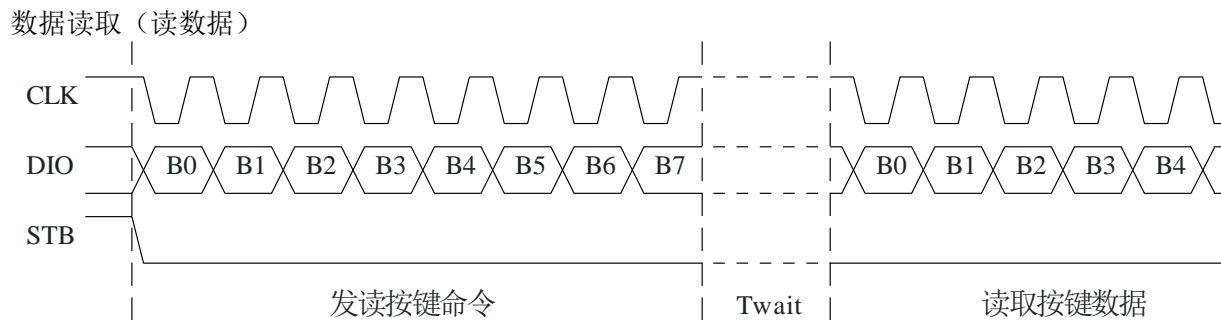 数据读取（读数据）
CLK
DIO B0 B1 B2 B3 B4 B5 B6 B7 B0 B1 B2 B3 B4
STB
发读按键命令 Twait 读取按键数据